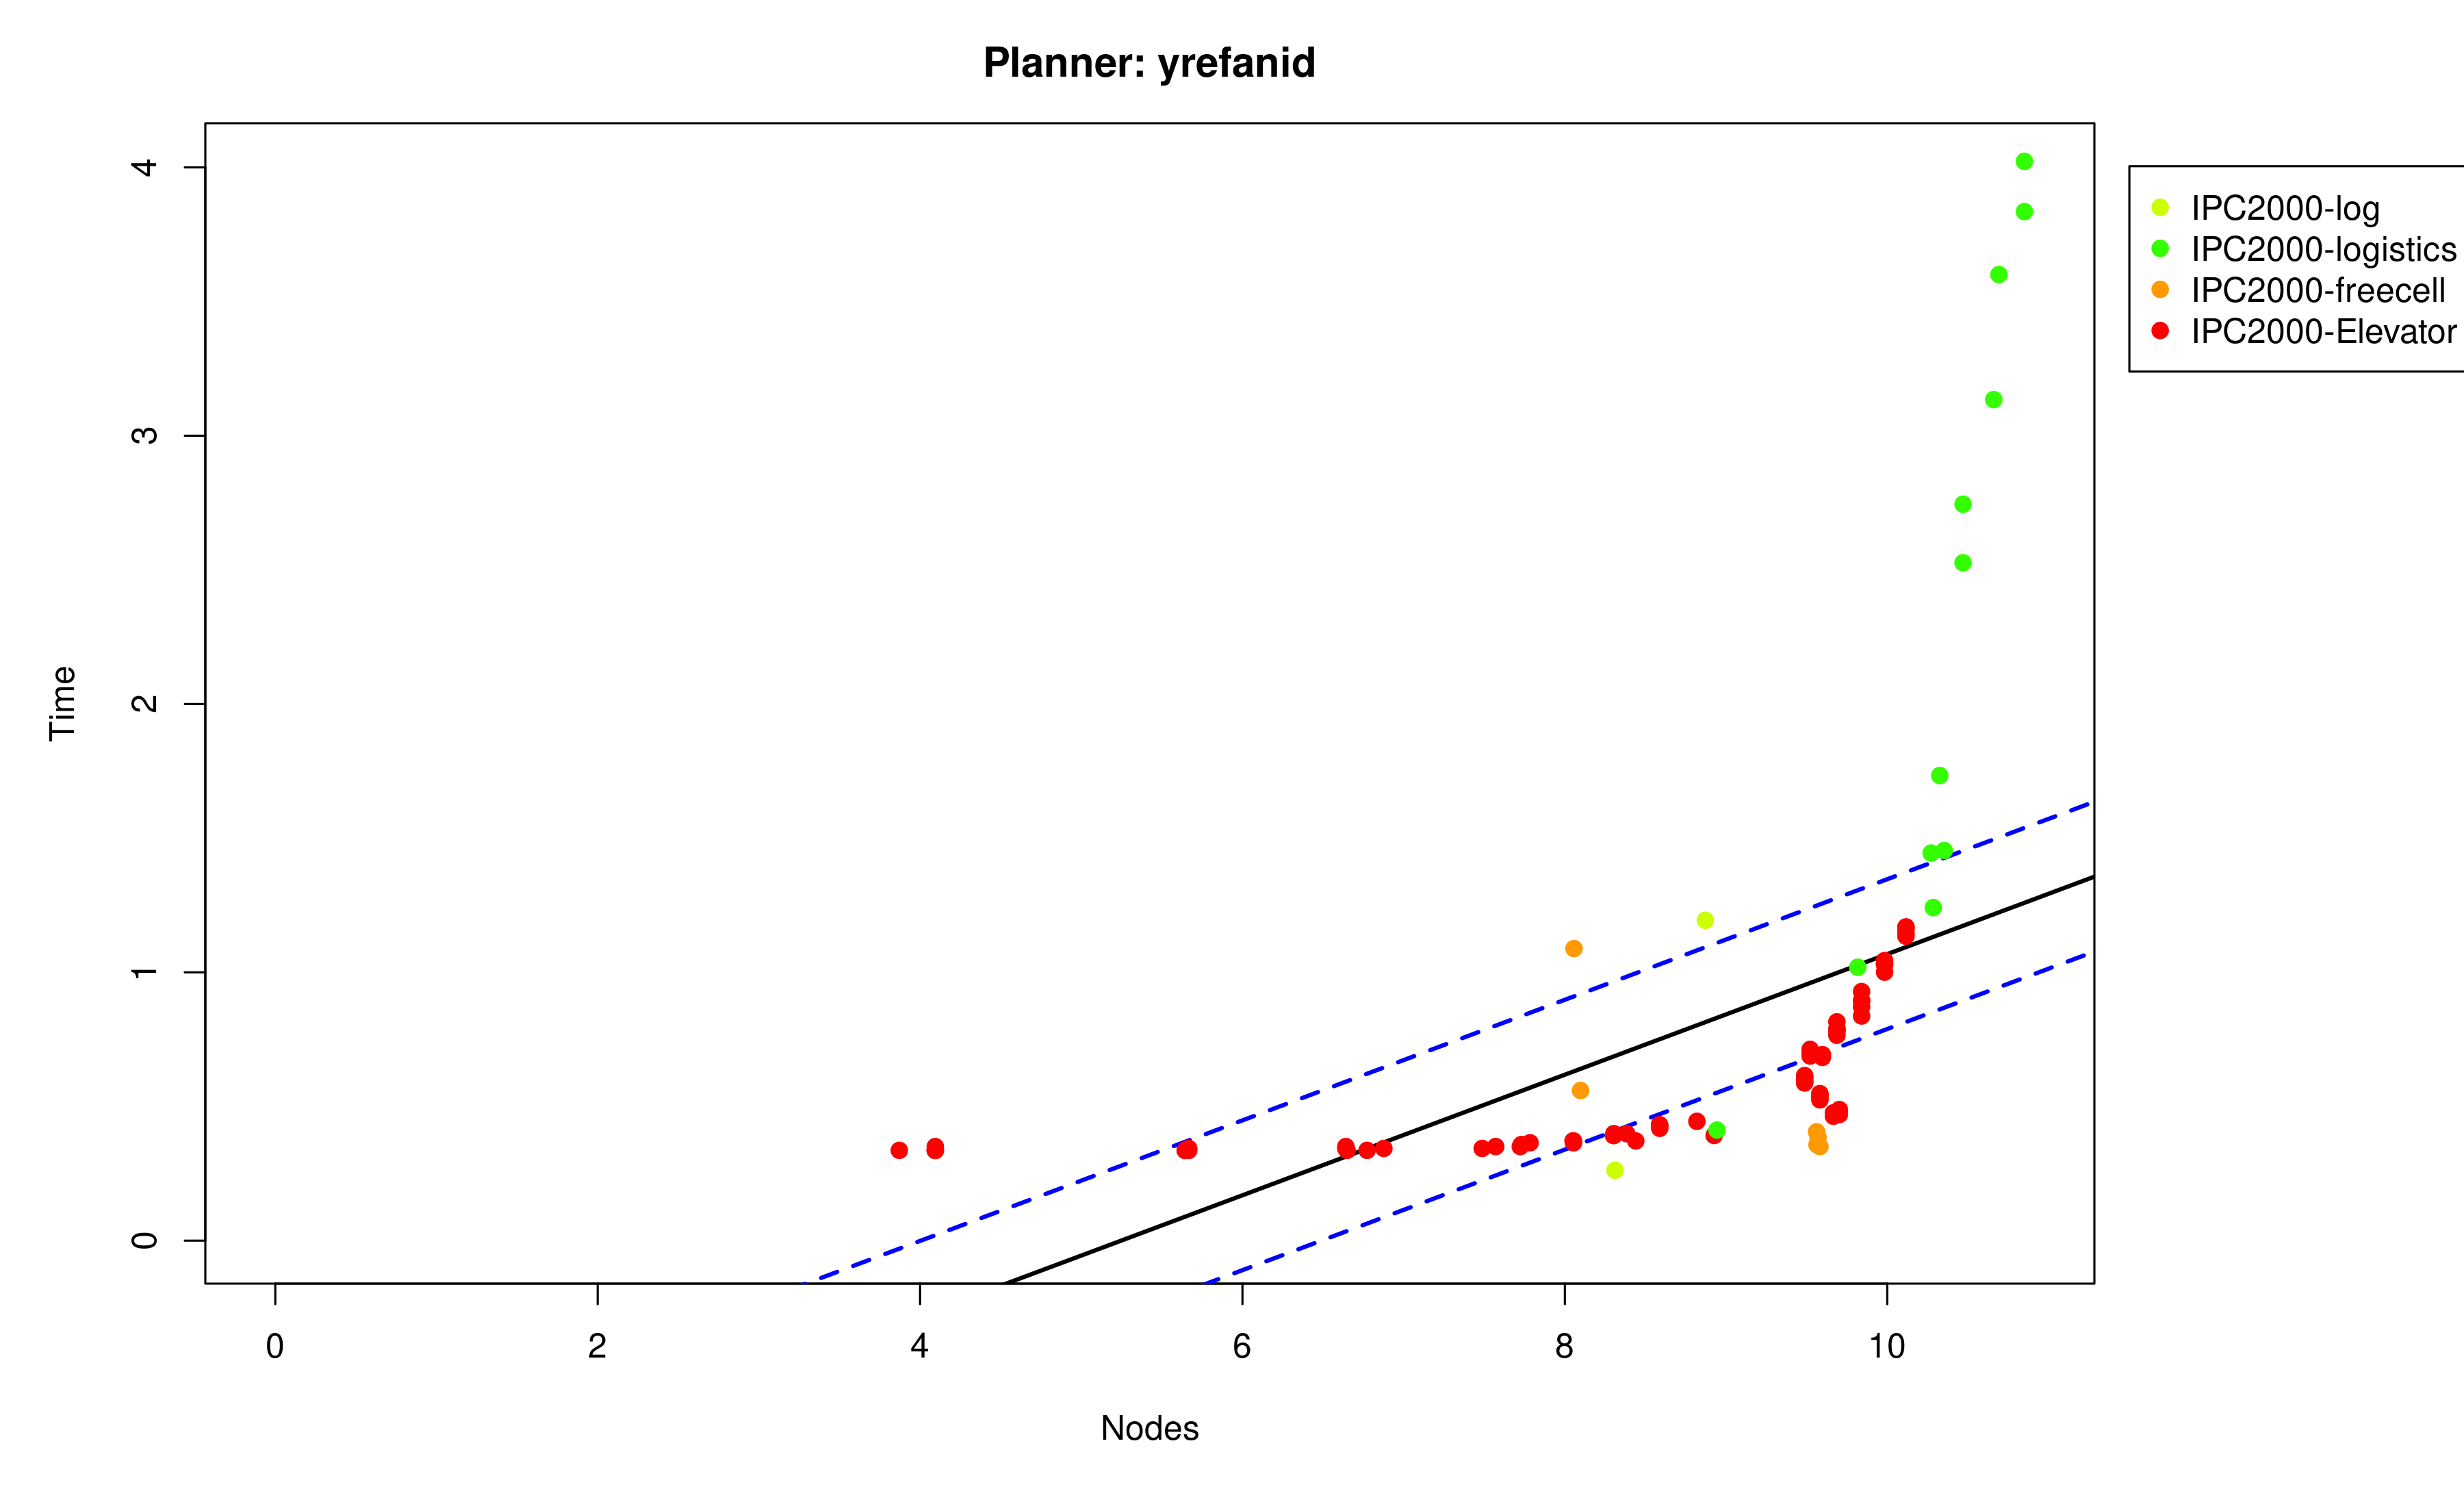 Planner: yrefanid
4
3
2
1
0
Time
0 2 4 6 8 10
Nodes
IPC2000-log
IPC2000-logistics
IPC2000-freecell
IPC2000-Elevator